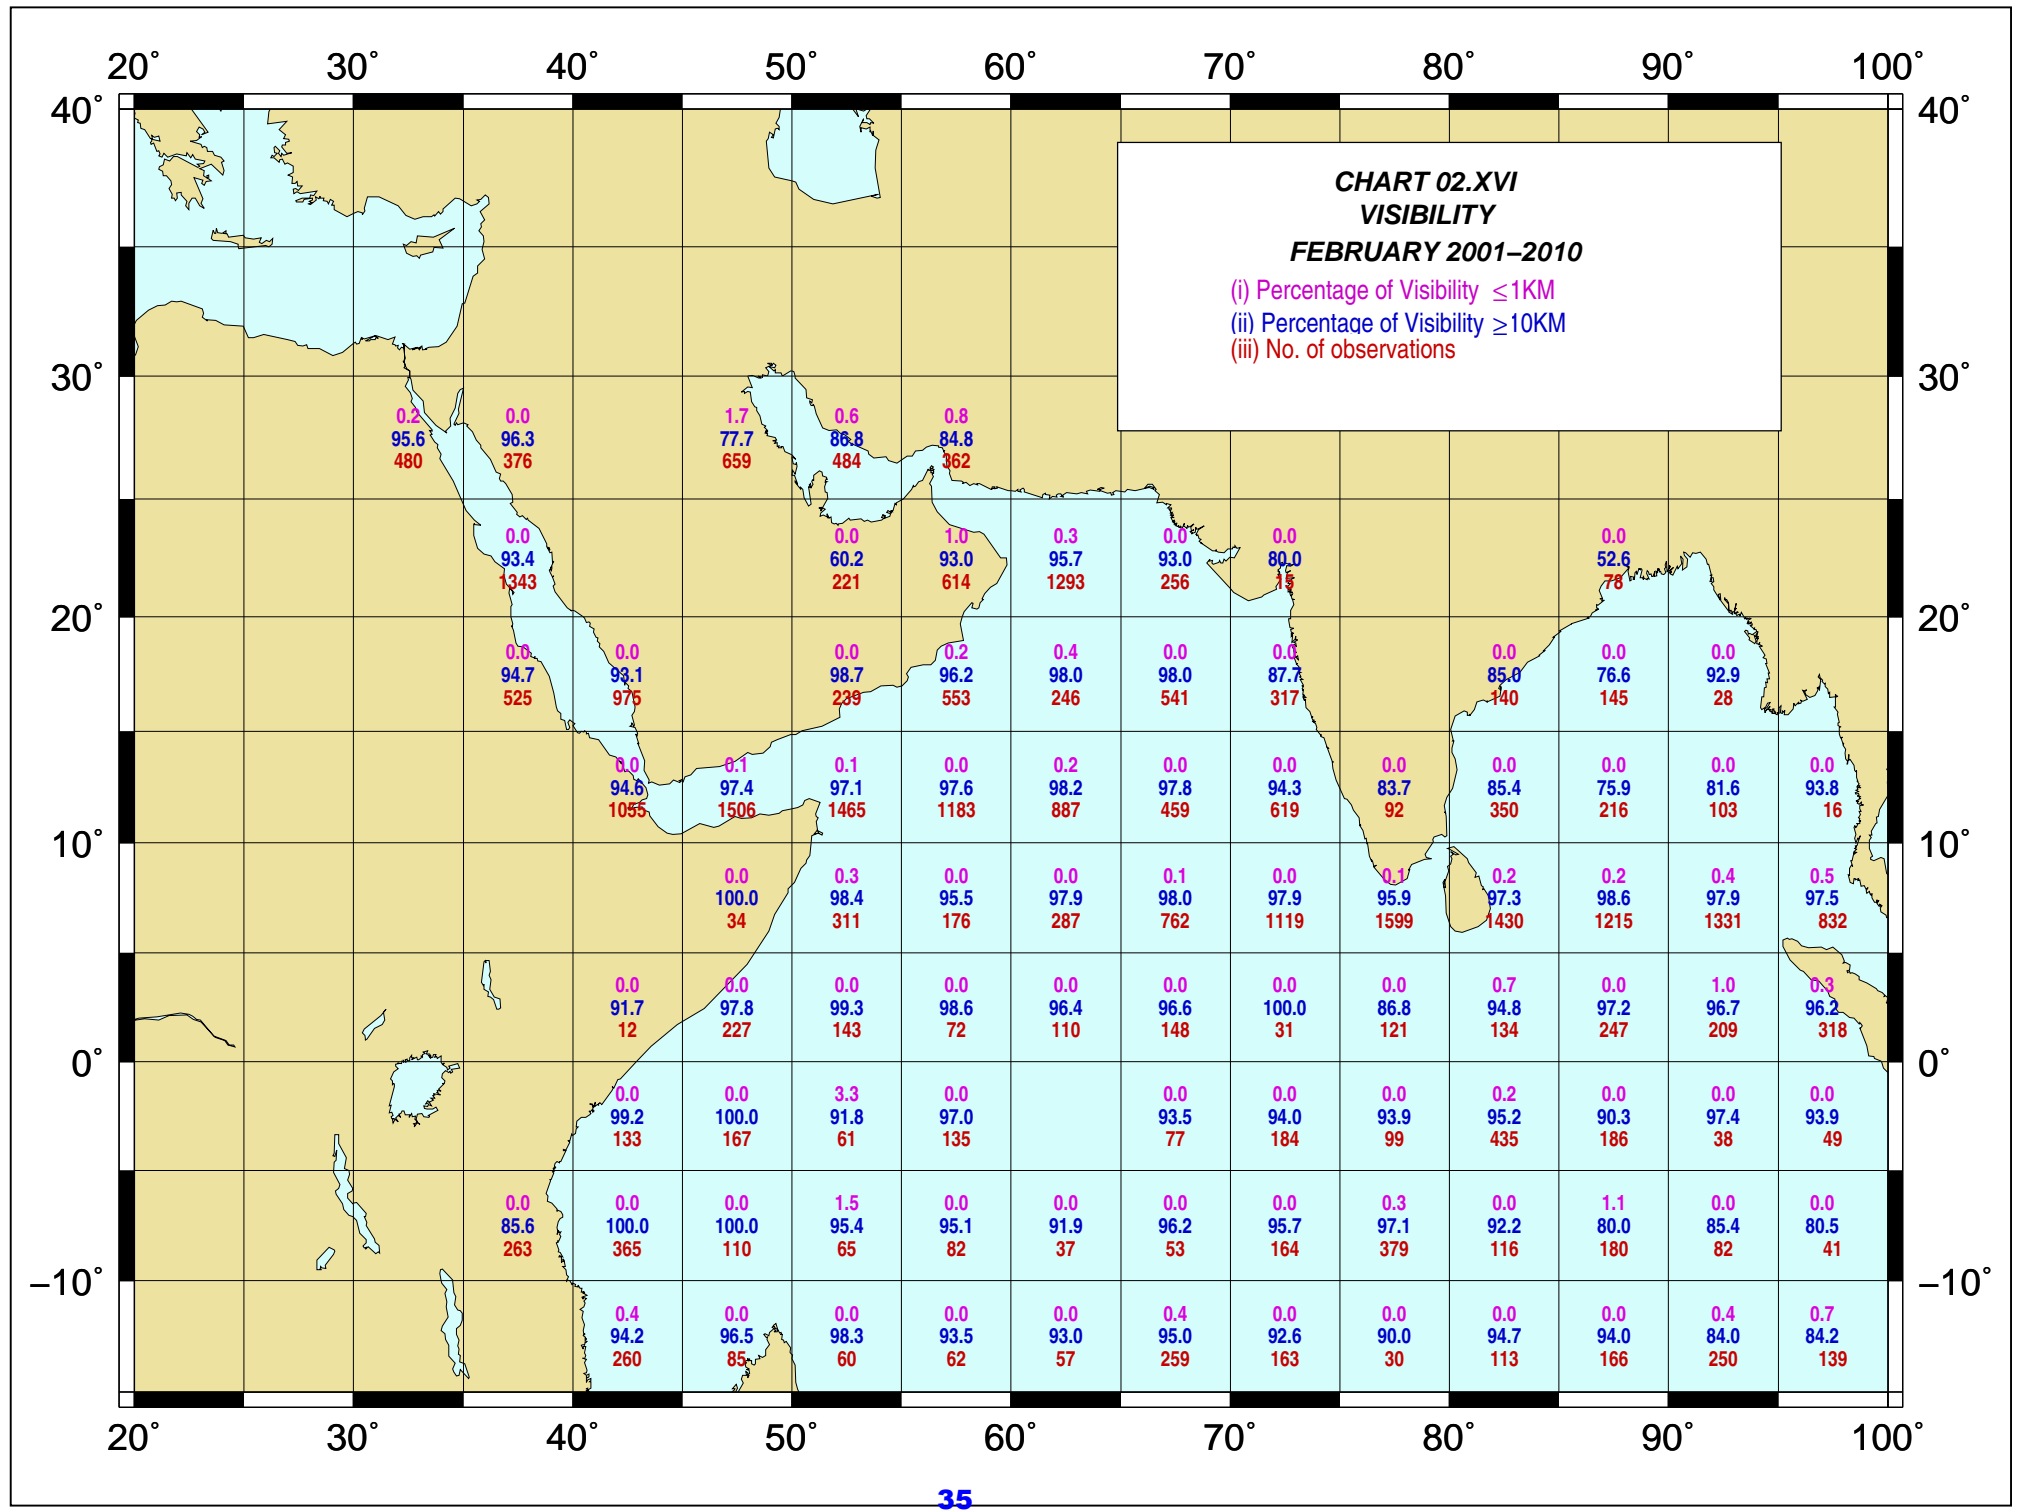 20° 30° 40° 50° 60° 70° 80° 90° 100°
40° 40°
CHART 02.XVI
VISIBILITY
FEBRUARY 2001–2010
(i) Percentage of Visibility ≤1KM
(ii) Percentage of Visibility ≥10KM
(iii) No. of observations
30° 30°
0.2 0.0 1.7 0.6 0.8
95.6 96.3 77.7 86.8 84.8
480 376 659 484 362
0.0 0.0 1.0 0.3 0.0 0.0 0.0
93.4 60.2 93.0 95.7 93.0 80.0 52.6
1343 221 614 1293 256 15 78
20° 20°
0.0 0.0 0.0 0.2 0.4 0.0 0.0 0.0 0.0 0.0
94.7 93.1 98.7 96.2 98.0 98.0 87.7 85.0 76.6 92.9
525 975 239 553 246 541 317 140 145 28
0.0 0.1 0.1 0.0 0.2 0.0 0.0 0.0 0.0 0.0 0.0 0.0
94.6 97.4 97.1 97.6 98.2 97.8 94.3 83.7 85.4 75.9 81.6 93.8
1055 1506 1465 1183 887 459 619 92 350 216 103 16
10° 10°
0.0 0.3 0.0 0.0 0.1 0.0 0.1 0.2 0.2 0.4 0.5
100.0 98.4 95.5 97.9 98.0 97.9 95.9 97.3 98.6 97.9 97.5
34 311 176 287 762 1119 1599 1430 1215 1331 832
0.0 0.0 0.0 0.0 0.0 0.0 0.0 0.0 0.7 0.0 1.0 0.3
91.7 97.8 99.3 98.6 96.4 96.6 100.0 86.8 94.8 97.2 96.7 96.2
12 227 143 72 110 148 31 121 134 247 209 318
0° 0°
0.0 0.0 3.3 0.0 0.0 0.0 0.0 0.2 0.0 0.0 0.0
99.2 100.0 91.8 97.0 93.5 94.0 93.9 95.2 90.3 97.4 93.9
133 167 61 135 77 184 99 435 186 38 49
0.0 0.0 0.0 1.5 0.0 0.0 0.0 0.0 0.3 0.0 1.1 0.0 0.0
85.6 100.0 100.0 95.4 95.1 91.9 96.2 95.7 97.1 92.2 80.0 85.4 80.5
263 365 110 65 82 37 53 164 379 116 180 82 41
–10° –10°
0.4 0.0 0.0 0.0 0.0 0.4 0.0 0.0 0.0 0.0 0.4 0.7
94.2 96.5 98.3 93.5 93.0 95.0 92.6 90.0 94.7 94.0 84.0 84.2
260 85 60 62 57 259 163 30 113 166 250 139
20° 30° 40° 50° 60° 70° 80° 90° 100°
35